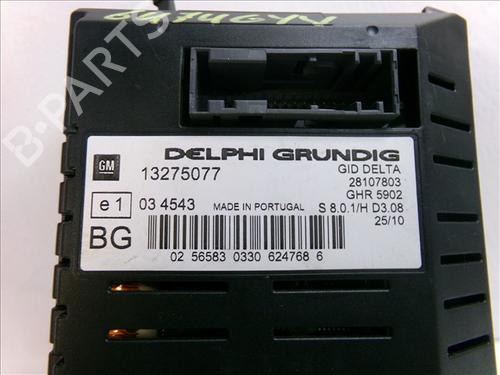 DELPHI GRUNDIG
GM
13275077
GID DELTA
28107803
GHR 5902
e 1
03 4543
MADE IN PORTUGAL
S 8.0.1/H D3.08
25/10
BG
02 56583 0330 624768 6
B-PARTS